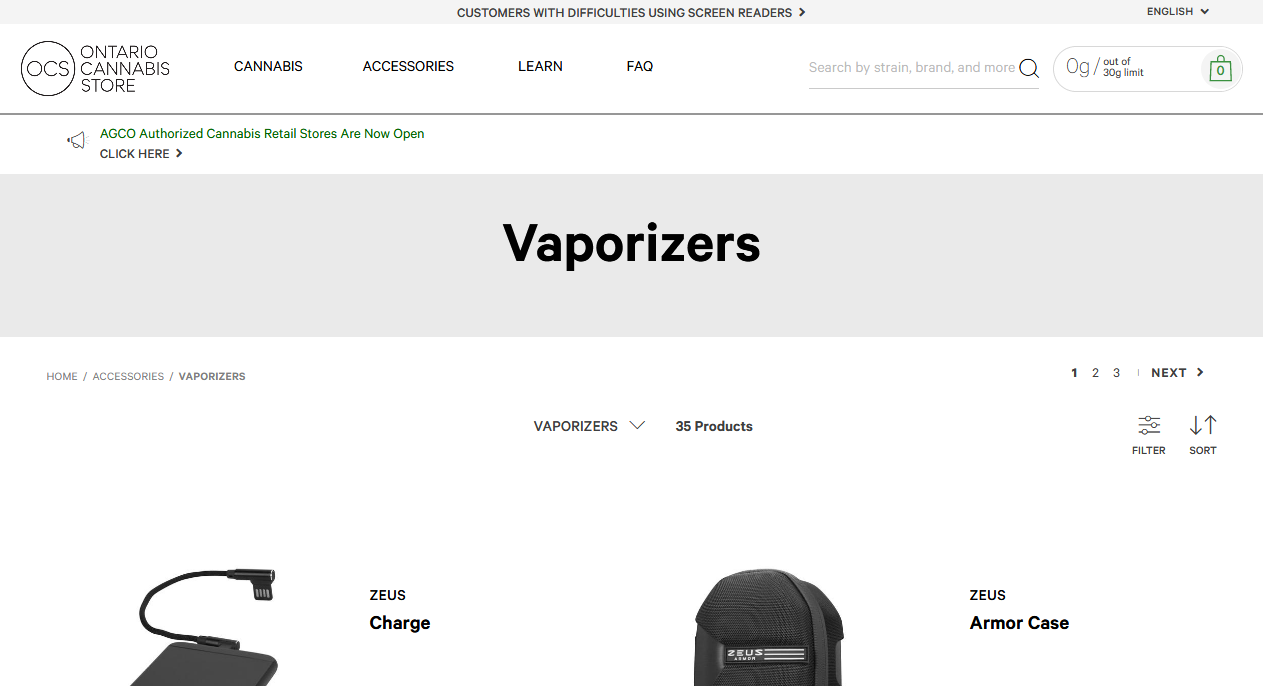 CUSTOMERS WITH DIFFICULTIES USING SCREEN READERS
ENGLISH
OCS
ONTARIO
CANNABIS
STORE
CANNABIS
ACCESSORIES
LEARN
FAQ
Search by strain, brand, and more
0g / out of
30g limit
0
AGCO Authorized Cannabis Retail Stores Are Now Open
CLICK HERE
Vaporizers
HOME / ACCESSORIES / VAPORIZERS
1 2 3 | NEXT
VAPORIZERS
35 Products
FILTER
SORT
ZEUS
Charge
ZEUS
ARMOR
ZEUS
Armor Case